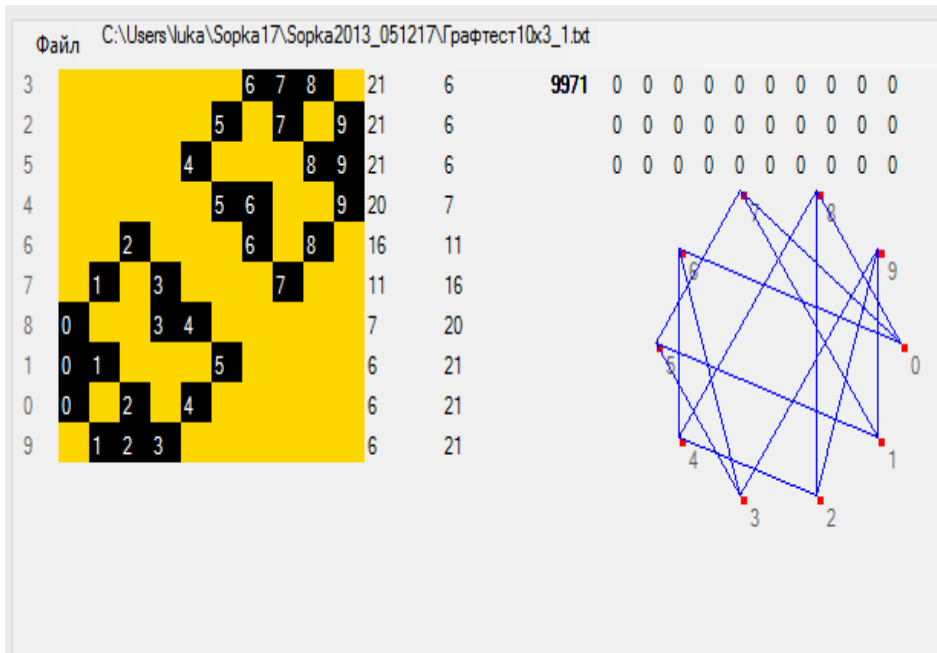 Файл C:\Users\luka\Sopka17\Sopka2013_051217\Графтест10x3_1.txt
3 6 7 8 21 6 9971 0 0 0 0 0 0 0 0 0 0
2 5 7 9 21 6 0 0 0 0 0 0 0 0 0 0
5 4 8 9 21 6 0 0 0 0 0 0 0 0 0 0
4 5 6 9 20 7 7 8
6 2 6 8 16 11 6 9
7 1 3 7 11 16
8 0 3 4 7 20
1 0 1 5 6 21 5 0
0 0 2 4 6 21
9 1 2 3 6 21 4 1
3 2